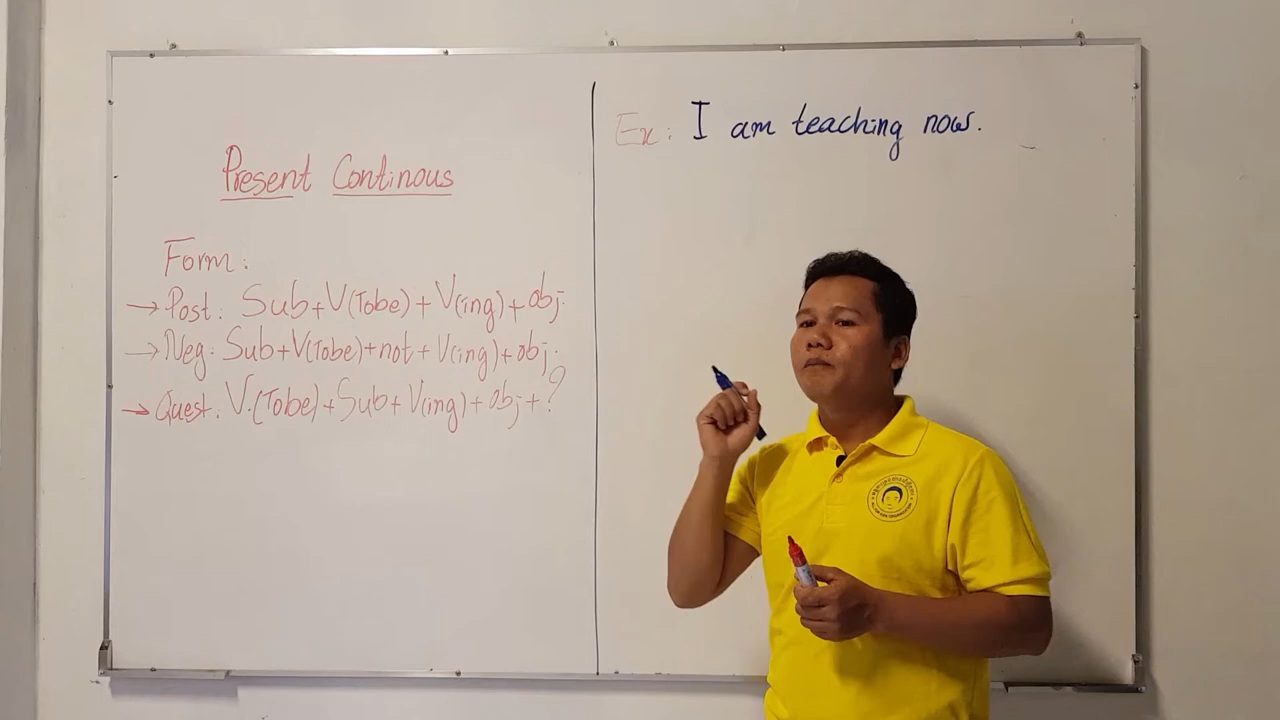 Present Continous
Form:
→ Post: Sub+V(Tobe)+V(ing)+obj.
→ Neg: Sub+V(Tobe)+not+V(ing)+obj.
→ Quest: V.(Tobe)+Sub+V(ing)+obj+?
Ex: I am teaching now.